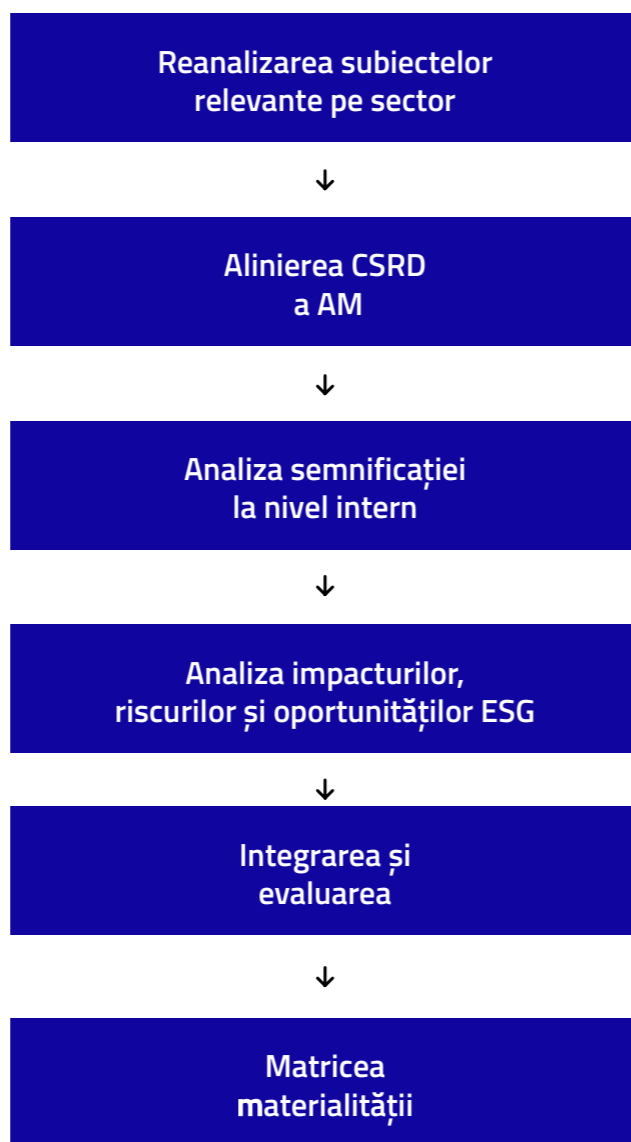 Reanalizarea subiectelor
relevante pe sector
↓
Alinierea CSRD
a AM
↓
Analiza semnificației
la nivel intern
↓
Analiza impacturilor,
riscurilor și oportunităților ESG
↓
Integrarea și
evaluarea
↓
Matricea
materialității